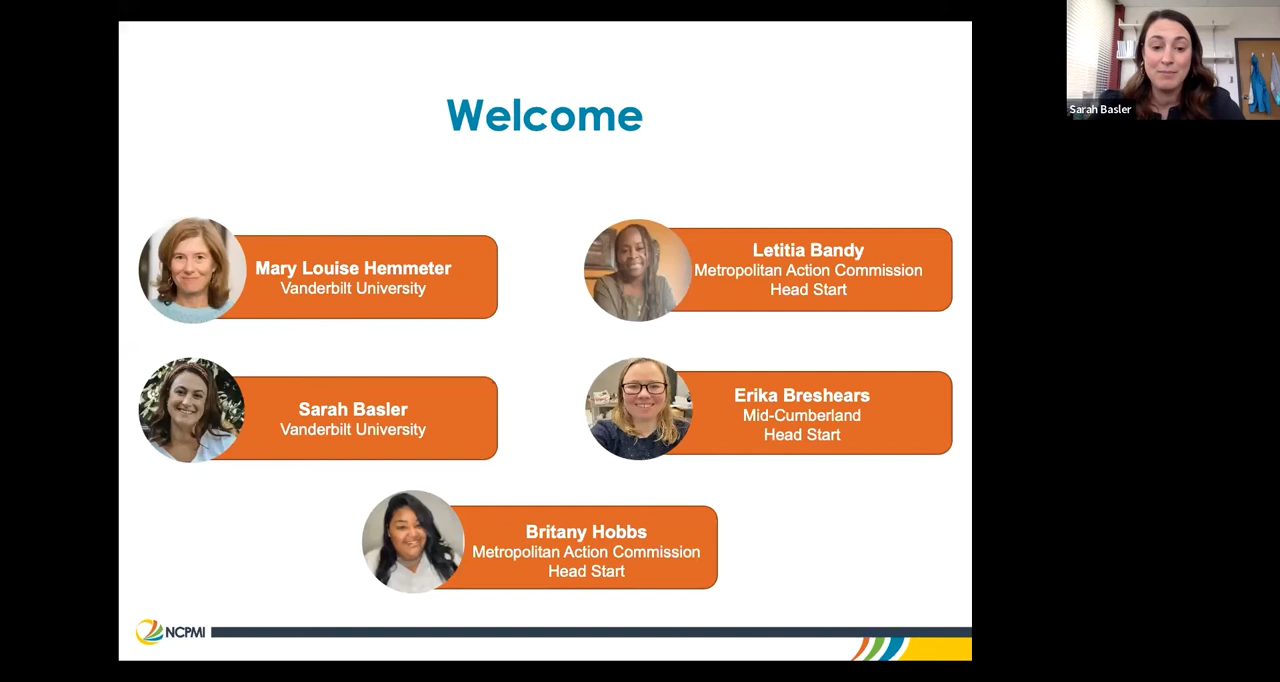 Welcome
Sarah Basler
Mary Louise Hemmeter
Vanderbilt University
Letitia Bandy
Metropolitan Action Commission
Head Start
Sarah Basler
Vanderbilt University
Erika Breshears
Mid-Cumberland
Head Start
Britany Hobbs
Metropolitan Action Commission
Head Start
NCPMI